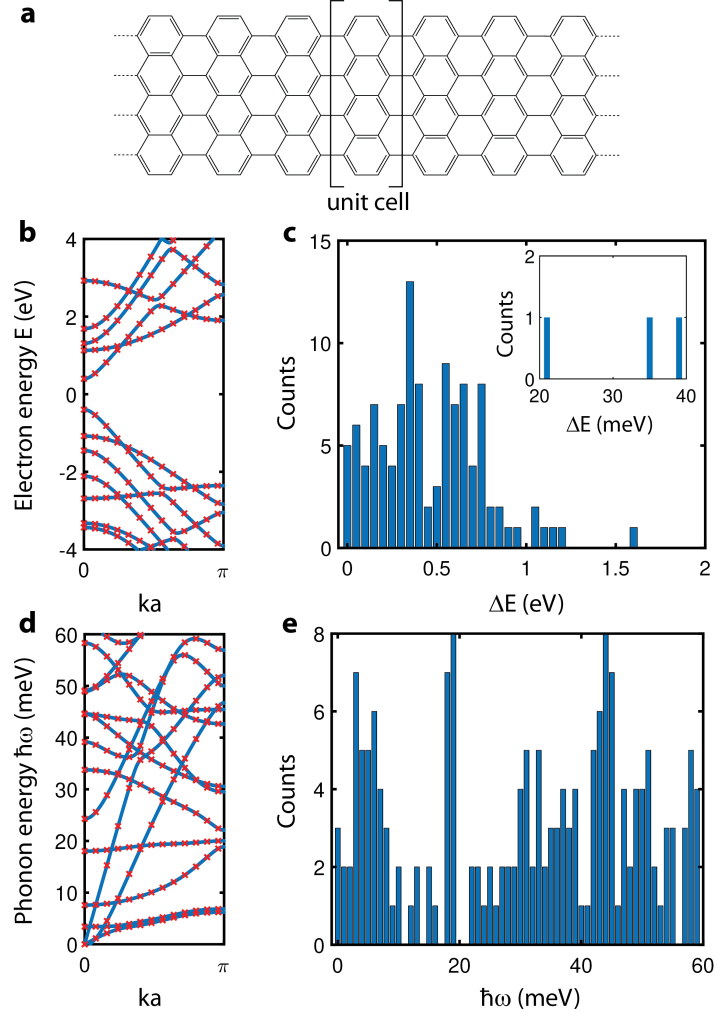 a
unit cell
b
Electron energy E (eV)
4
2
0
-2
-4
0
π
ka
c
Counts
15
10
5
0
0
0.5
1
1.5
2
ΔE (eV)
Counts
2
1
0
20
30
40
ΔE (meV)
d
Phonon energy ħω (meV)
60
50
40
30
20
10
0
0
π
ka
e
Counts
8
6
4
2
0
0
20
40
60
ħω (meV)